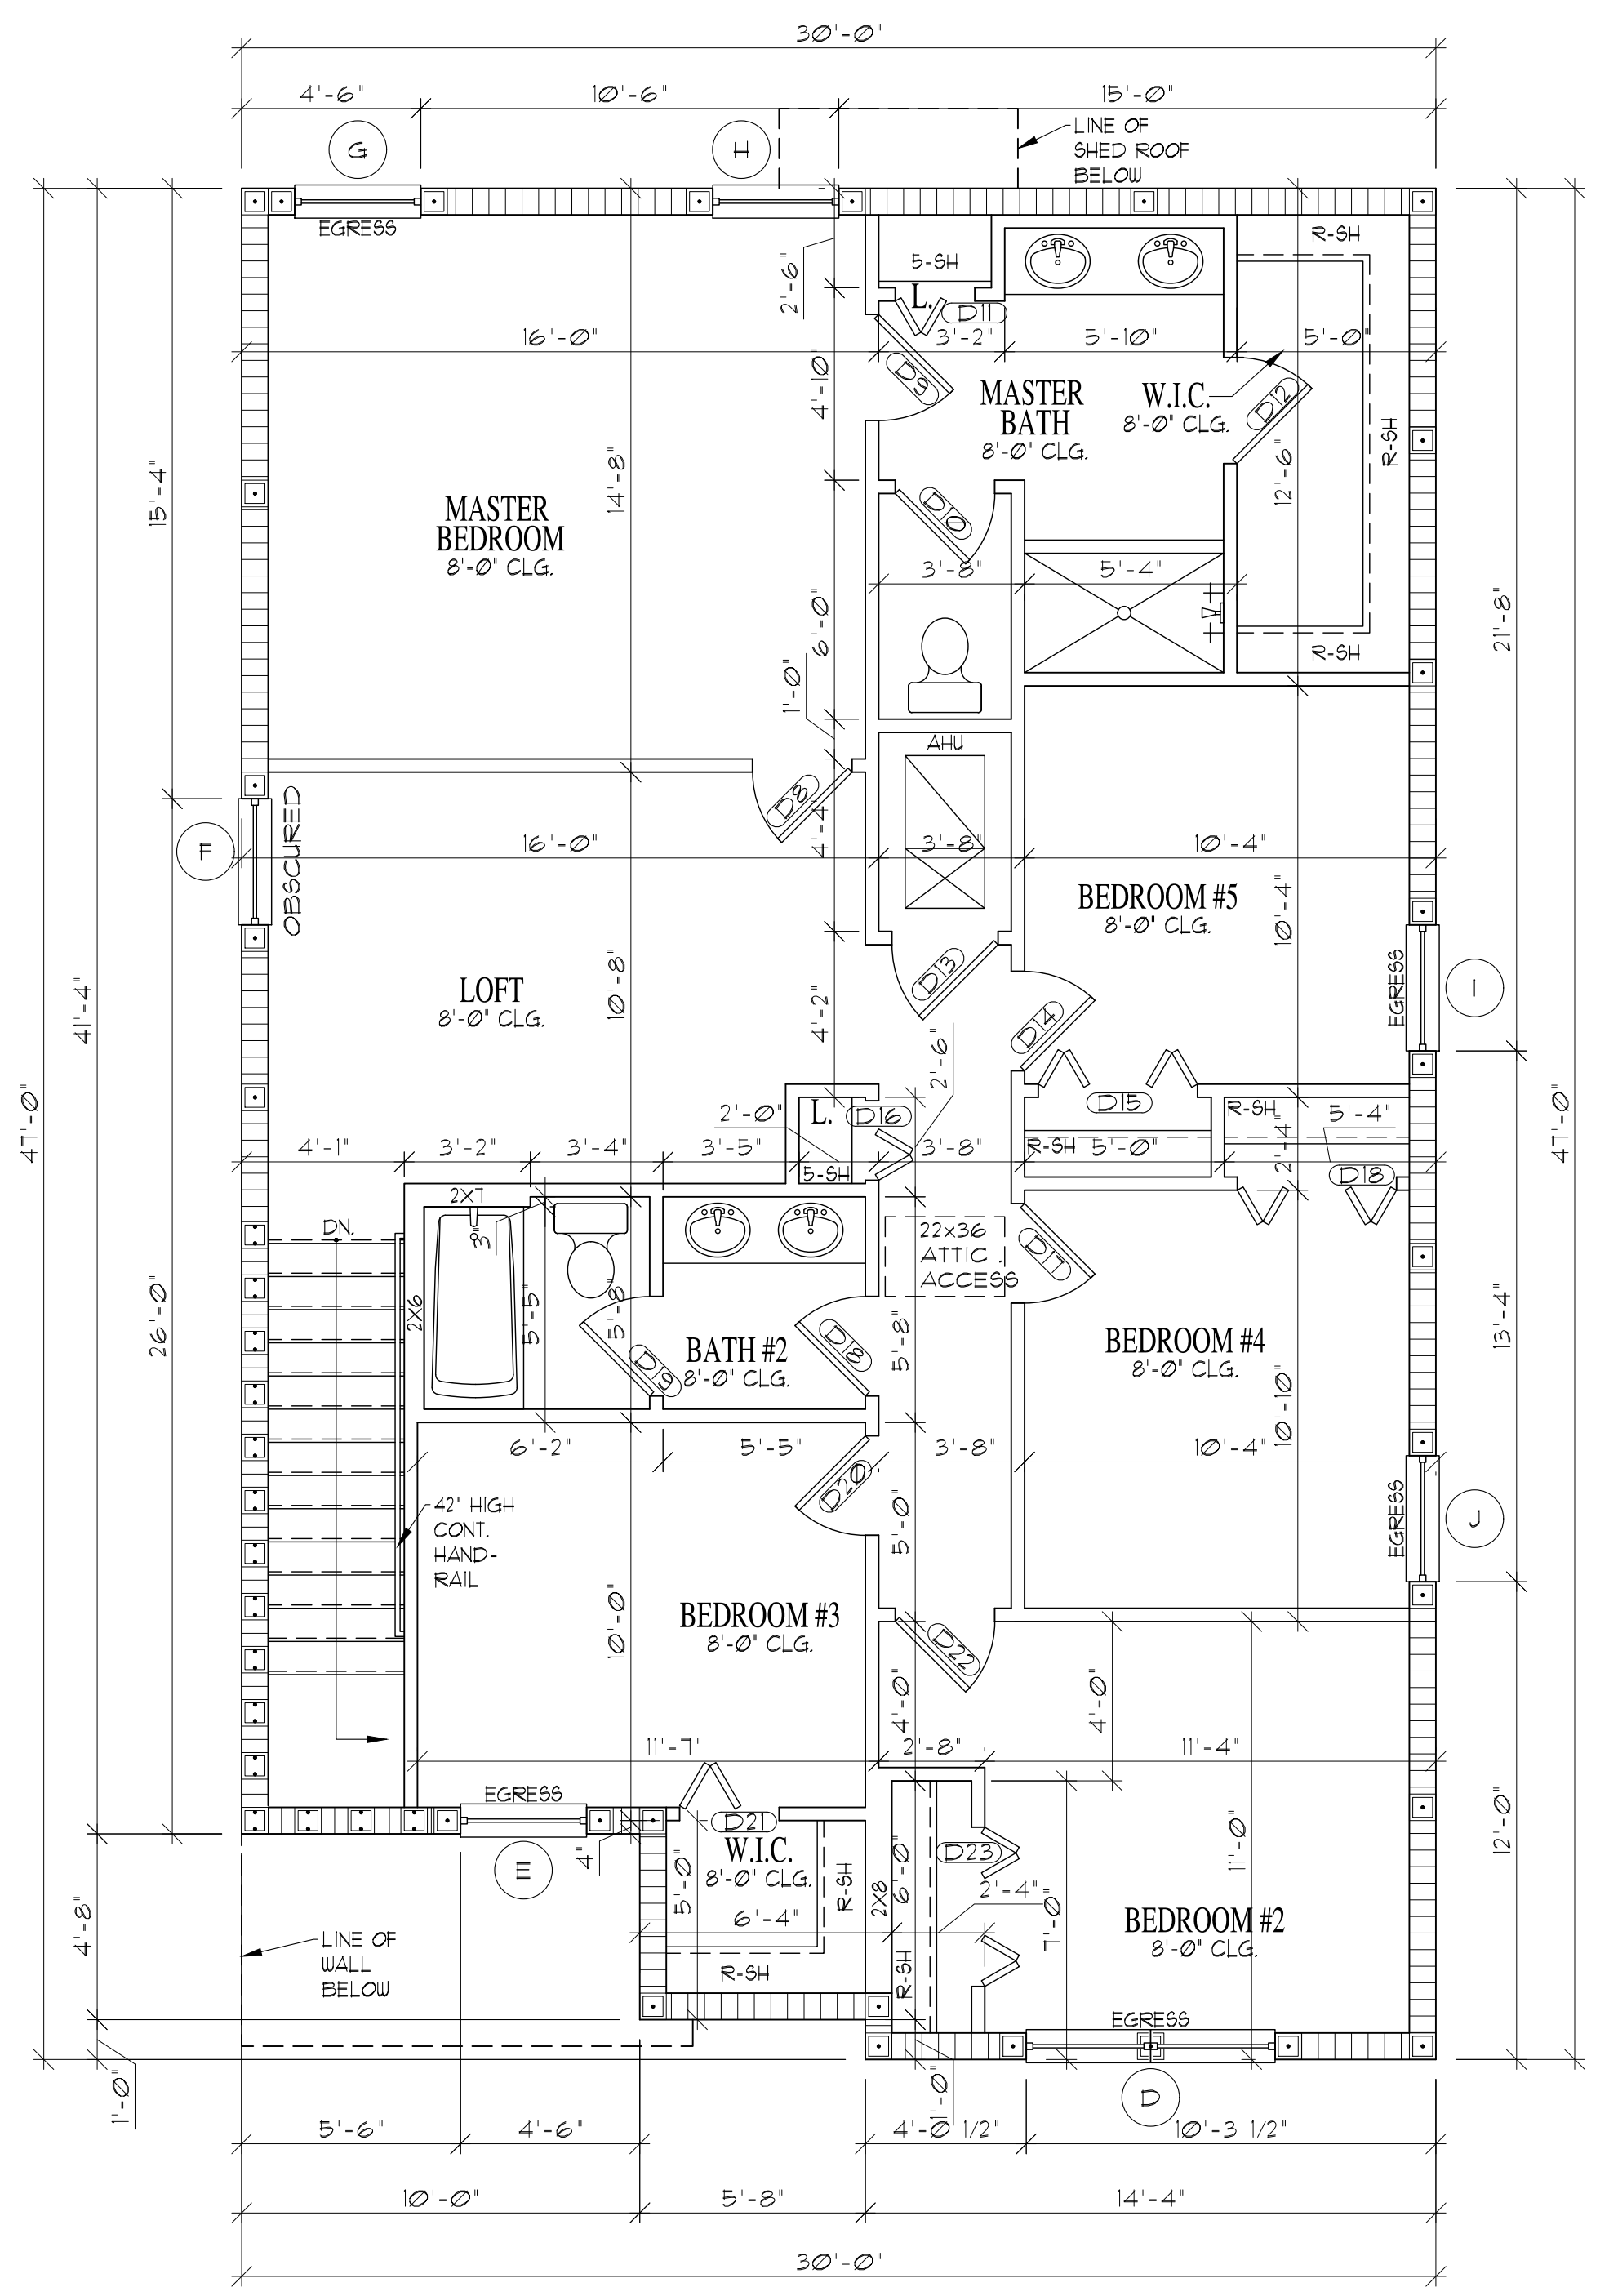 30'-0"
4'-6"
10'-6"
15'-0"
G
H
LINE OF
SHED ROOF
BELOW
EGRESS
R-SH
5-SH
L.
D11
2'-6"
16'-0"
3'-2"
5'-10"
5'-0"
D9
4'-10"
MASTER
BATH
8'-0" CLG.
W.I.C.
8'-0" CLG.
D12
R-SH
15'-4"
14'-8"
12'-6"
MASTER
BEDROOM
8'-0" CLG.
D10
3'-8"
5'-4"
6'-0"
21'-8"
R-SH
1'-0"
AHU
D8
F
OBSCURED
4'-4"
16'-0"
3'-8"
10'-4"
BEDROOM #5
8'-0" CLG.
10'-4"
EGRESS
I
LOFT
8'-0" CLG.
10'-8"
D13
4'-2"
D14
2'-6"
41'-4"
47'-0"
47'-0"
2'-0"
L.
D16
D15
R-SH
5'-4"
4'-1"
3'-2"
3'-4"
3'-5"
5-SH
3'-8"
R-SH
5'-0"
2'-4"
D18
2X7
DN.
3"
22x36
ATTIC
ACCESS
D17
26'-0"
2X6
5'-5"
5'-8"
BATH #2
8'-0" CLG.
D19
D18
5'-8"
BEDROOM #4
8'-0" CLG.
13'-4"
10'-10"
6'-2"
5'-5"
3'-8"
10'-4"
D20
42" HIGH
CONT.
HAND-
RAIL
5'-0"
EGRESS
J
10'-0"
BEDROOM #3
8'-0" CLG.
D22
4'-0"
4'-0"
11'-7"
2'-8"
11'-4"
EGRESS
D21
E
4"
W.I.C.
8'-0" CLG.
5'-0"
R-SH
2X8
6'-0"
D23
11'-0"
12'-0"
2'-4"
7'-0"
6'-4"
4'-8"
BEDROOM #2
8'-0" CLG.
LINE OF
WALL
BELOW
R-SH
R-SH
EGRESS
1'-0"
1'-0"
D
5'-6"
4'-6"
4'-0 1/2"
10'-3 1/2"
10'-0"
5'-8"
14'-4"
30'-0"